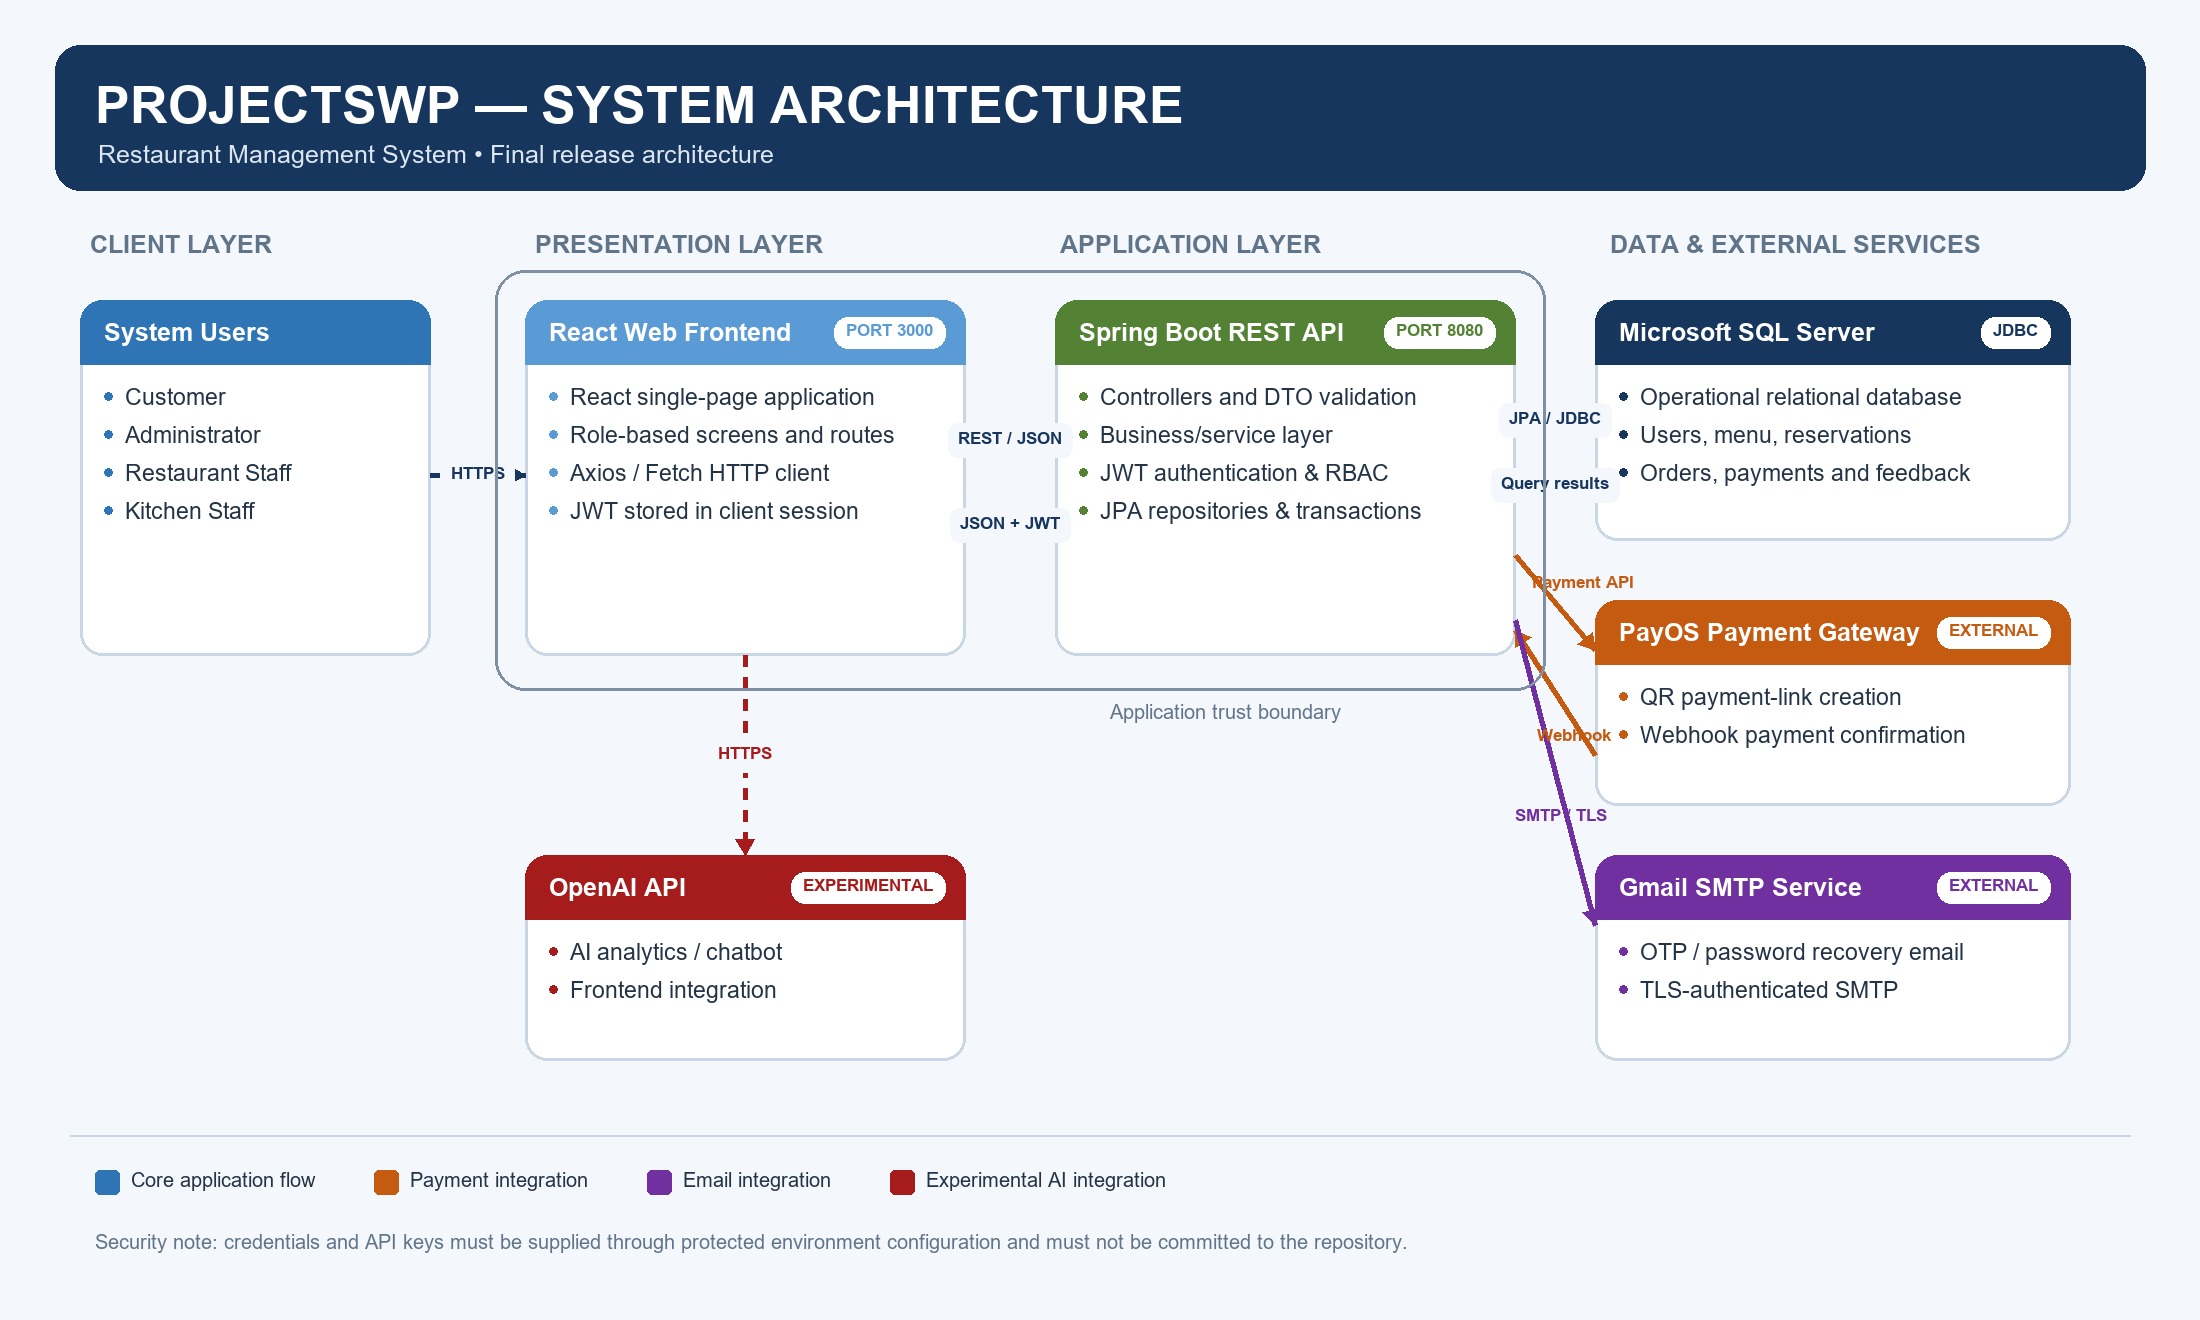 PROJECTSWP — SYSTEM ARCHITECTURE
Restaurant Management System • Final release architecture
CLIENT LAYER
PRESENTATION LAYER
APPLICATION LAYER
DATA & EXTERNAL SERVICES
System Users
Customer
Administrator
Restaurant Staff
Kitchen Staff
HTTPS
React Web Frontend
PORT 3000
React single-page application
Role-based screens and routes
Axios / Fetch HTTP client
JWT stored in client session
REST / JSON
JSON + JWT
Spring Boot REST API
PORT 8080
Controllers and DTO validation
Business/service layer
JWT authentication & RBAC
JPA repositories & transactions
JPA / JDBC
Query results
Microsoft SQL Server
JDBC
Operational relational database
Users, menu, reservations
Orders, payments and feedback
Payment API
PayOS Payment Gateway
EXTERNAL
QR payment-link creation
Webhook payment confirmation
Webhook
Application trust boundary
HTTPS
SMTP / TLS
OpenAI API
EXPERIMENTAL
AI analytics / chatbot
Frontend integration
Gmail SMTP Service
EXTERNAL
OTP / password recovery email
TLS-authenticated SMTP
Core application flow
Payment integration
Email integration
Experimental AI integration
Security note: credentials and API keys must be supplied through protected environment configuration and must not be committed to the repository.